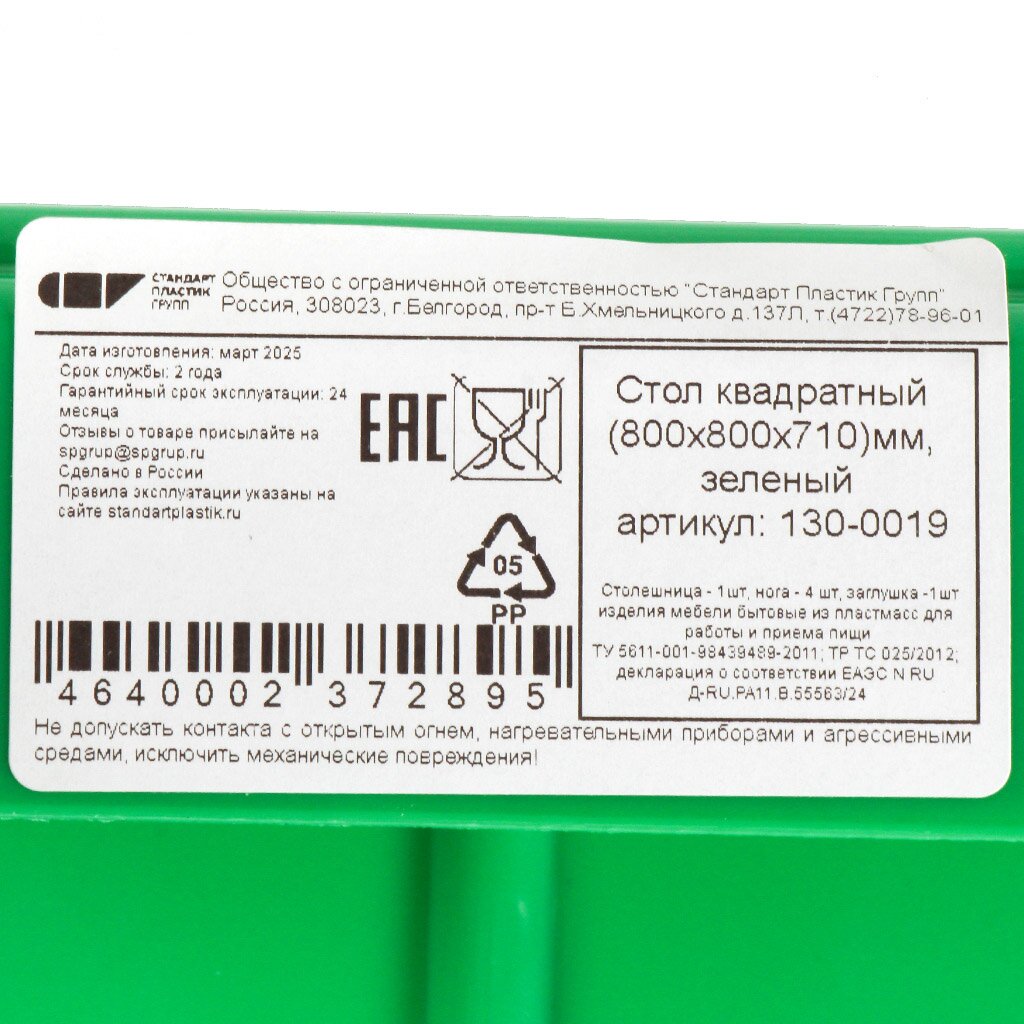 СТАНДАРТ
ПЛАСТИК
ГРУПП
Общество с ограниченной ответственностью "Стандарт Пластик Групп"
Россия, 308023, г.Белгород, пр-т Б.Хмельницкого д.137Л, т.(4722)78-96-01
Дата изготовления: март 2025
Срок службы: 2 года
Гарантийный срок эксплуатации: 24
месяца
Отзывы о товаре присылайте на
spgrup@spgrup.ru
Сделано в России
Правила эксплуатации указаны на
сайте standartplastik.ru
EAC
05
PP
4640002 372895
Стол квадратный
(800х800х710)мм,
зеленый
артикул: 130-0019
Столешница - 1шт, нога - 4 шт, заглушка -1шт
изделия мебели бытовые из пластмасс для
работы и приема пищи
ТУ 5611-001-98439489-2011; ТР ТС 025/2012;
декларация о соответствии ЕАЭС N RU
Д-RU.РА11.В.55563/24
Не допускать контакта с открытым огнем, нагревательными приборами и агрессивными
средами, исключить механические повреждения!